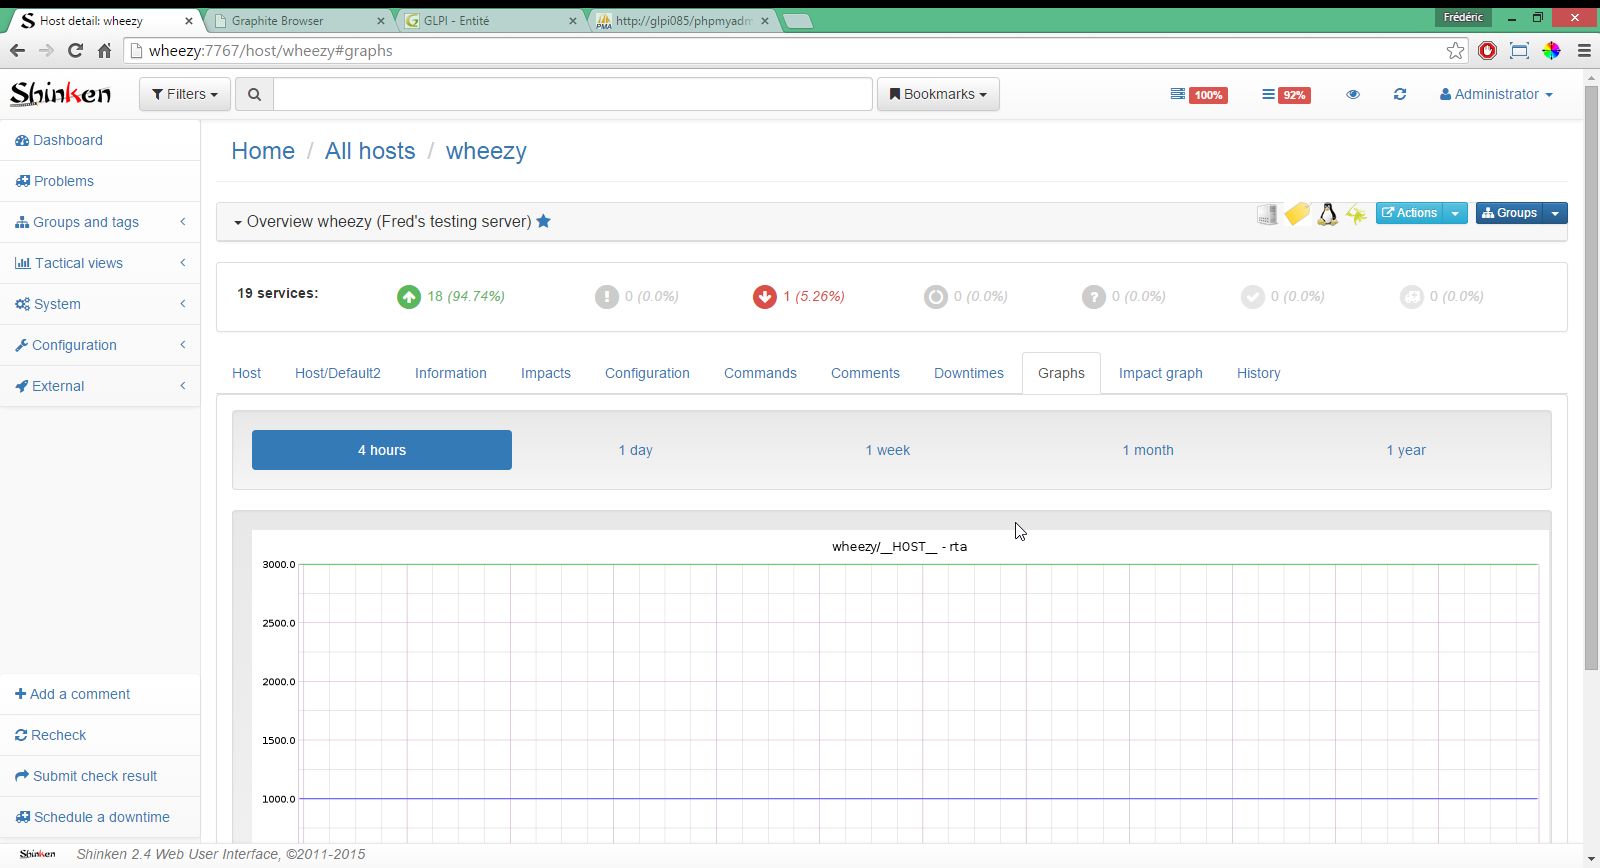 Host detail: wheezy
Graphite Browser
GLPI - Entité
http://glpi085/phpmyadm
Frédéric
wheezy:7767/host/wheezy#graphs
Shinken
Filters
Bookmarks
100%
92%
Administrator
Dashboard
Problems
Groups and tags
Tactical views
System
Configuration
External
Add a comment
Recheck
Submit check result
Schedule a downtime
Home / All hosts / wheezy
Overview wheezy (Fred's testing server)
Actions
Groups
19 services:
18 (94.74%)
0 (0.0%)
1 (5.26%)
0 (0.0%)
0 (0.0%)
0 (0.0%)
0 (0.0%)
Host
Host/Default2
Information
Impacts
Configuration
Commands
Comments
Downtimes
Graphs
Impact graph
History
4 hours
1 day
1 week
1 month
1 year
wheezy/__HOST__ - rta
3000.0
2500.0
2000.0
1500.0
1000.0
Shinken
Shinken 2.4 Web User Interface, ©2011-2015